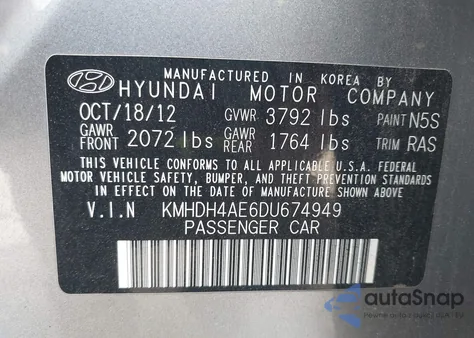 MANUFACTURED IN KOREA BY
HYUNDAI MOTOR COMPANY
OCT/18/12 GVWR 3792 lbs PAINT N5S
GAWR FRONT 2072 lbs GAWR REAR 1764 lbs TRIM RAS
THIS VEHICLE CONFORMS TO ALL APPLICABLE U.S.A. FEDERAL
MOTOR VEHICLE SAFETY, BUMPER, AND THEFT PREVENTION STANDARDS
IN EFFECT ON THE DATE OF MANUFACTURE SHOWN ABOVE.
V.I.N KMHDH4AE6DU674949
PASSENGER CAR
autoSnap